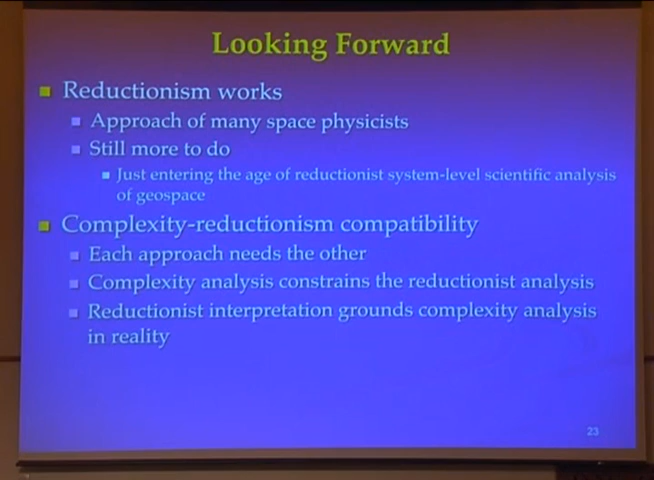 Looking Forward
Reductionism works
Approach of many space physicists
Still more to do
Just entering the age of reductionist system-level scientific analysis
of geospace
Complexity-reductionism compatibility
Each approach needs the other
Complexity analysis constrains the reductionist analysis
Reductionist interpretation grounds complexity analysis
in reality
23